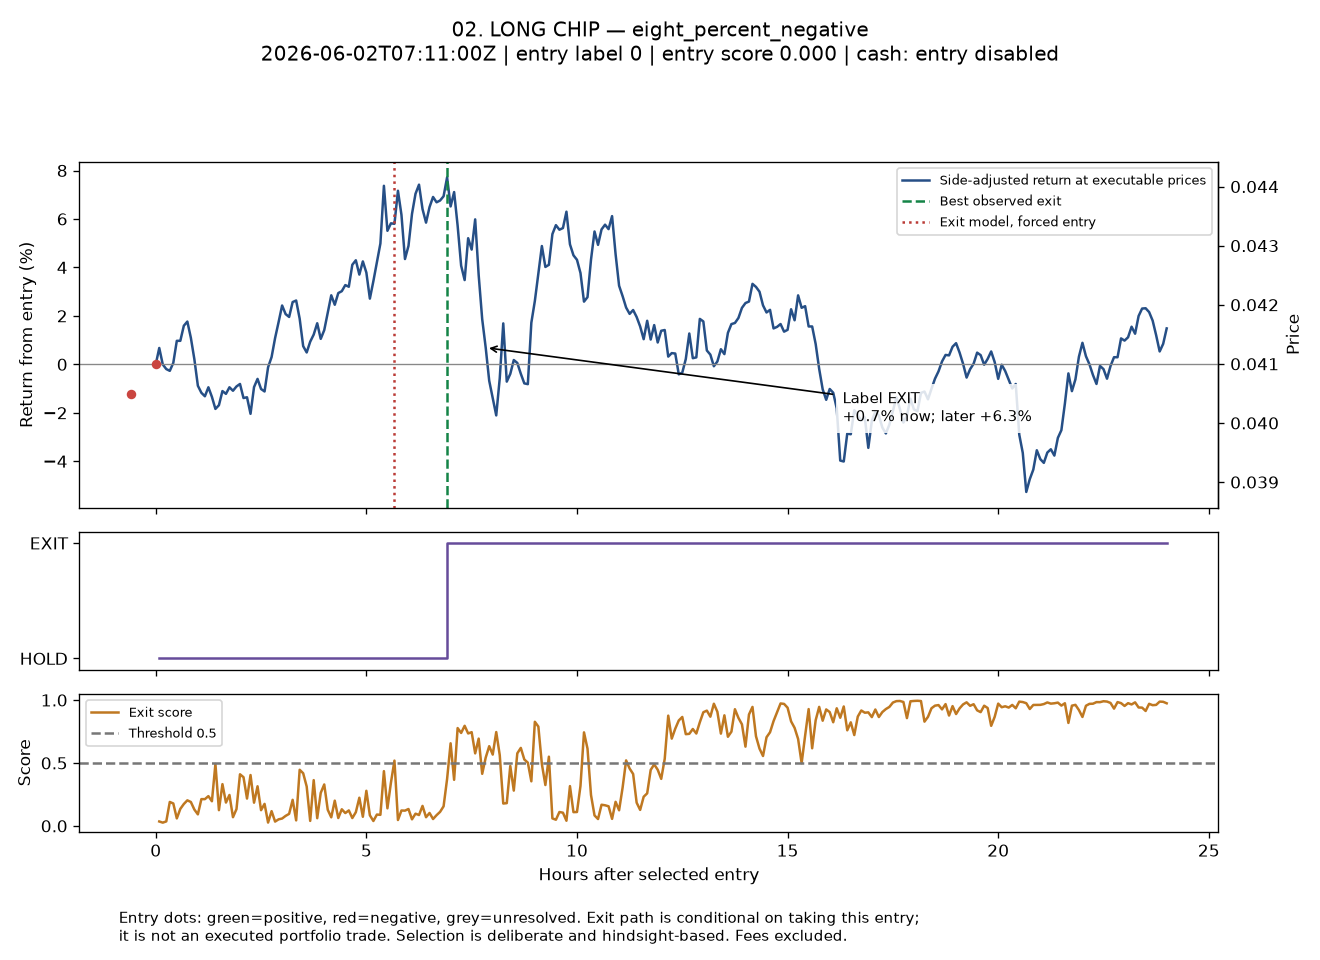 02. LONG CHIP — eight_percent_negative
2026-06-02T07:11:00Z | entry label 0 | entry score 0.000 | cash: entry disabled
Return from entry (%)
8
6
4
2
0
−2
−4
Side-adjusted return at executable prices
Best observed exit
Exit model, forced entry
Label EXIT
+0.7% now; later +6.3%
0.044
0.043
0.042
0.041
0.040
0.039
Price
EXIT
HOLD
Score
1.0
0.5
0.0
Exit score
Threshold 0.5
0 5 10 15 20 25
Hours after selected entry
Entry dots: green=positive, red=negative, grey=unresolved. Exit path is conditional on taking this entry;
it is not an executed portfolio trade. Selection is deliberate and hindsight-based. Fees excluded.